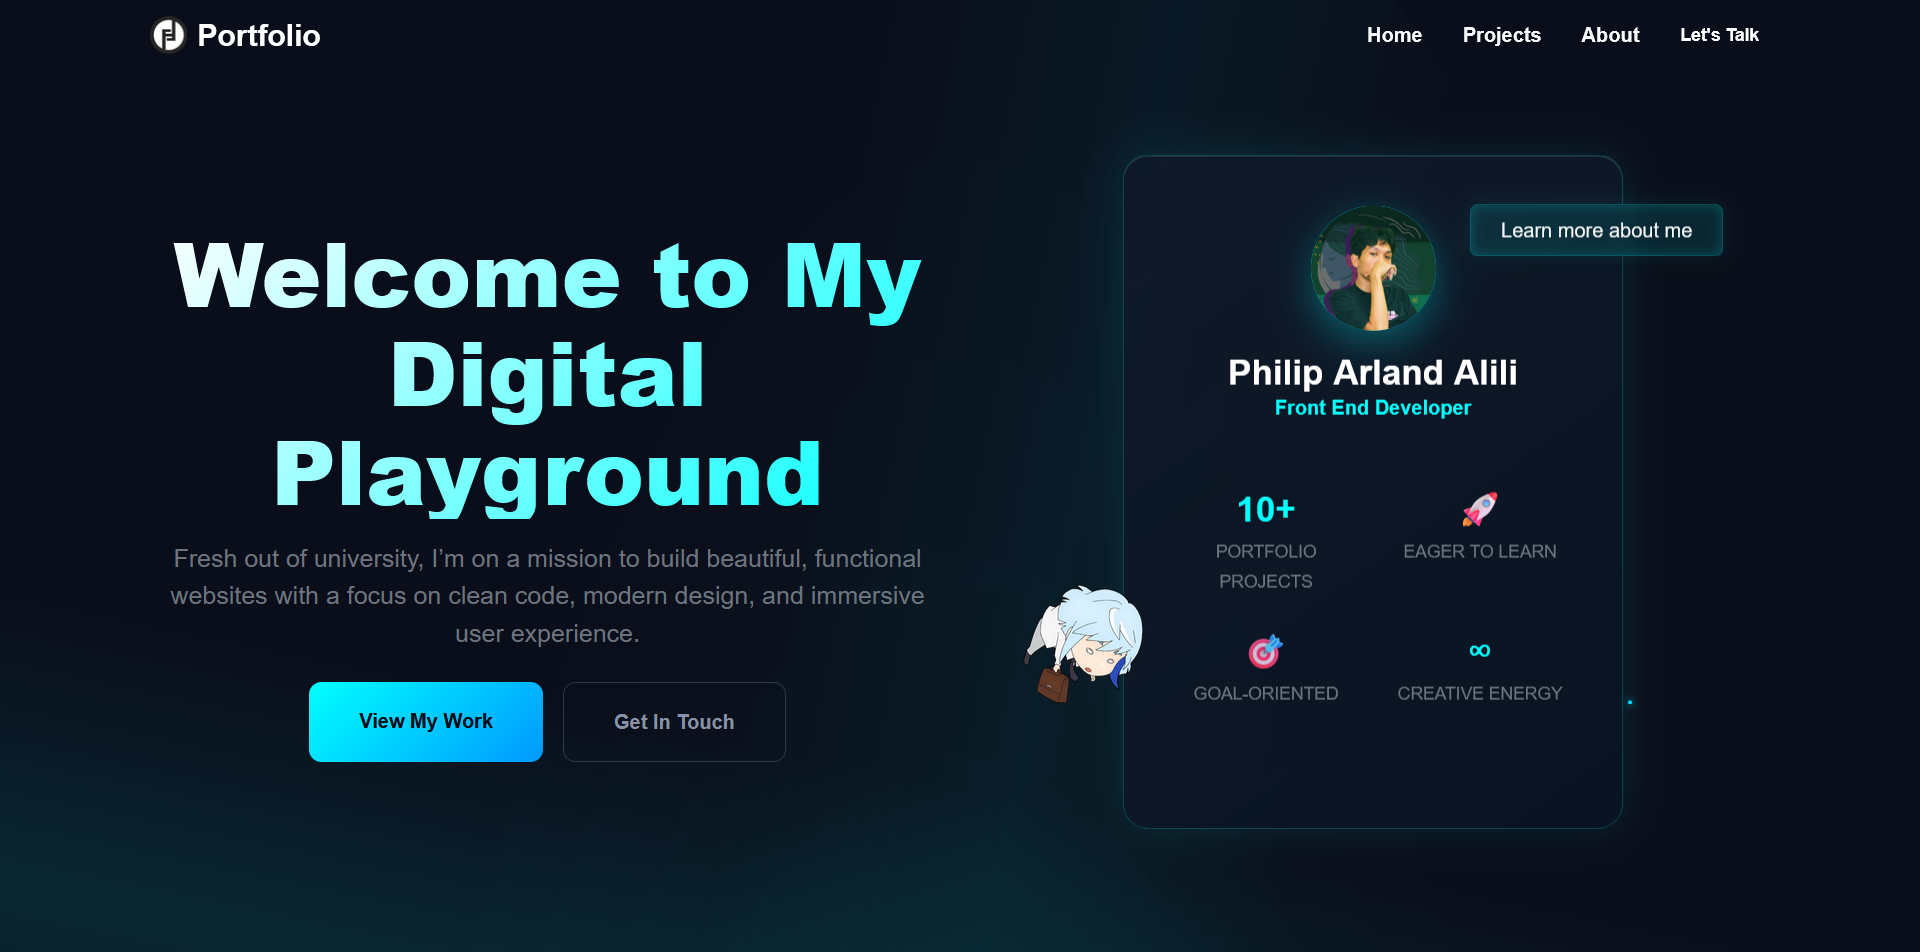 Portfolio
Home
Projects
About
Let's Talk
Welcome to My
Digital
Playground
Fresh out of university, I’m on a mission to build beautiful, functional
websites with a focus on clean code, modern design, and immersive
user experience.
View My Work
Get In Touch
Learn more about me
Philip Arland Alili
Front End Developer
10+
PORTFOLIO
PROJECTS
EAGER TO LEARN
GOAL-ORIENTED
∞
CREATIVE ENERGY